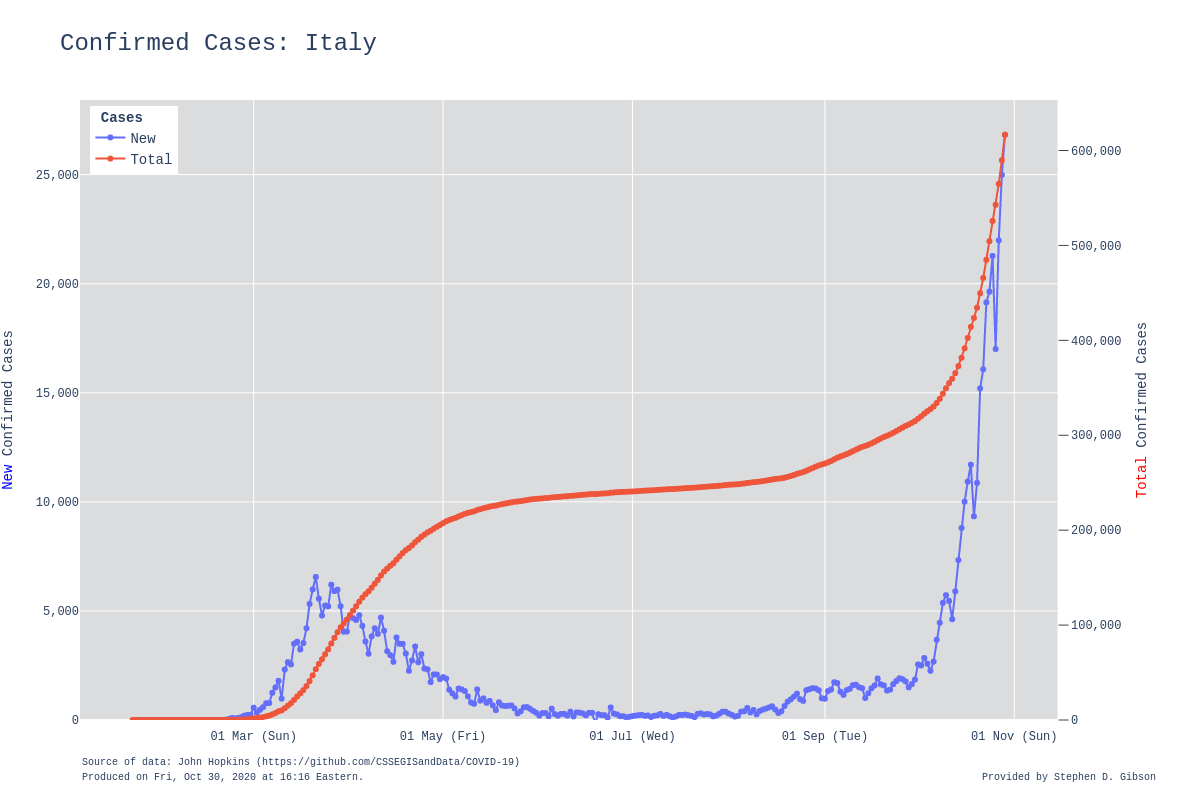 Confirmed Cases: Italy
Cases
New
Total
25,000
20,000
15,000
10,000
5,000
0
600,000
500,000
400,000
300,000
200,000
100,000
0
New Confirmed Cases
Total Confirmed Cases
01 Mar (Sun)
01 May (Fri)
01 Jul (Wed)
01 Sep (Tue)
01 Nov (Sun)
Source of data: John Hopkins (https://github.com/CSSEGISandData/COVID-19)
Produced on Fri, Oct 30, 2020 at 16:16 Eastern.
Provided by Stephen D. Gibson